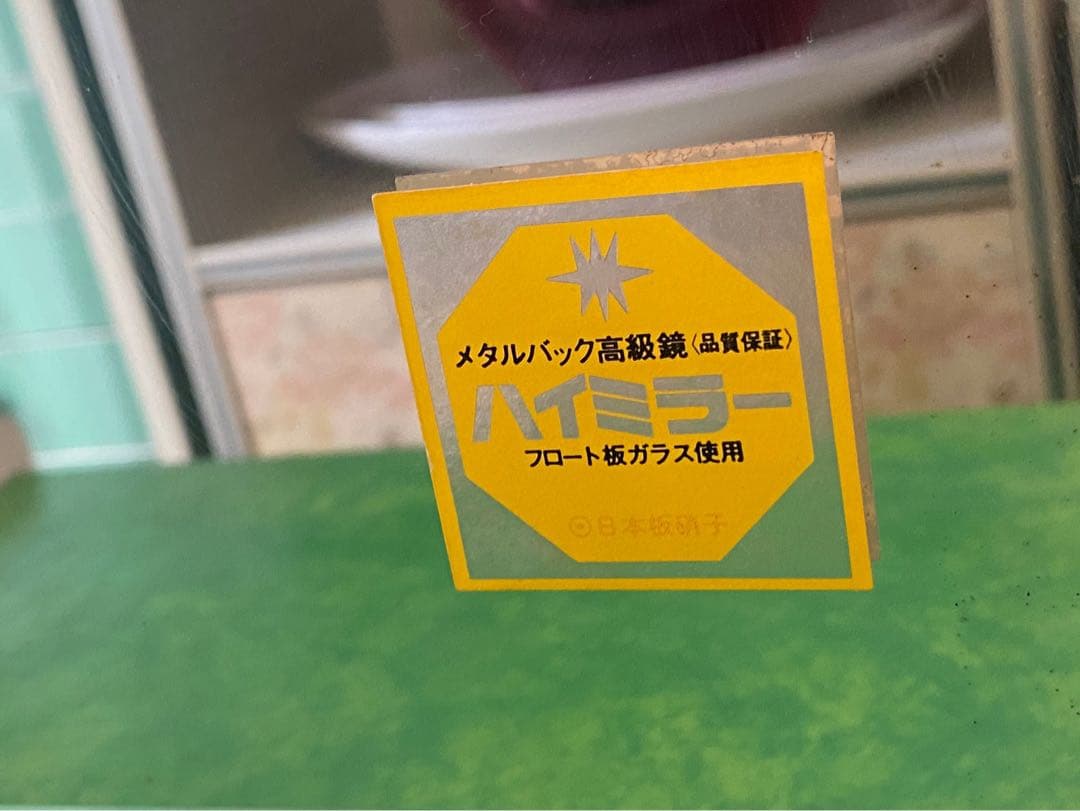 メタルバック高級鏡〈品質保証〉
ハイミラー
フロート板ガラス使用
日本板硝子